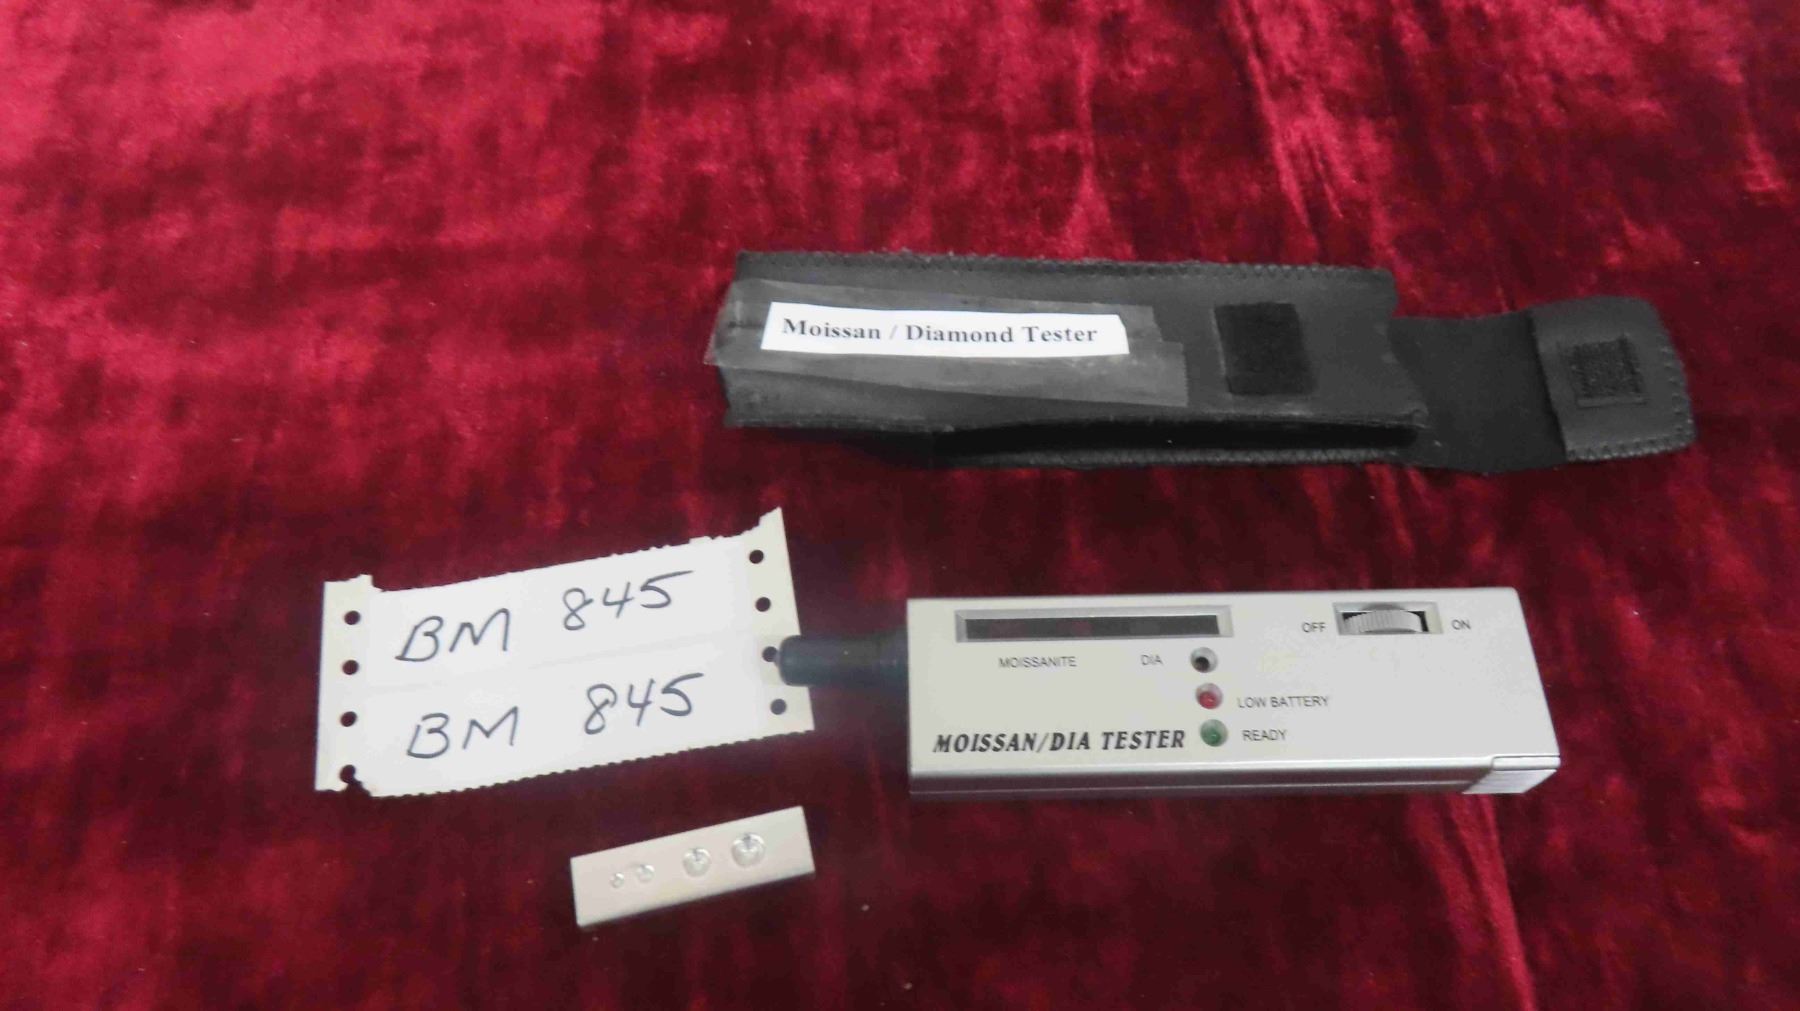 Moissan / Diamond Tester
BM 845
BM 845
OFF ON
MOISSANITE DIA
LOW BATTERY
MOISSAN/DIA TESTER
READY